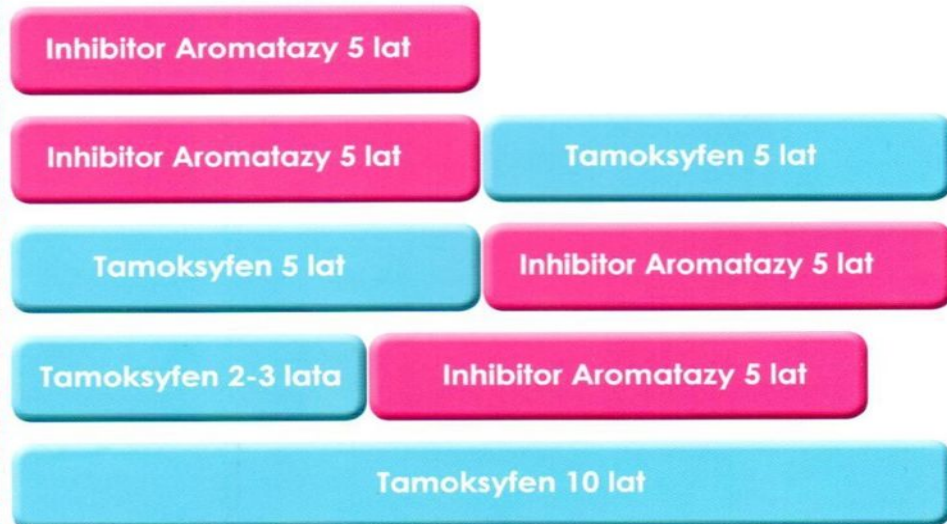 Inhibitor Aromatazy 5 lat
Inhibitor Aromatazy 5 lat
Tamoksyfen 5 lat
Tamoksyfen 5 lat
Inhibitor Aromatazy 5 lat
Tamoksyfen 2-3 lata
Inhibitor Aromatazy 5 lat
Tamoksyfen 10 lat